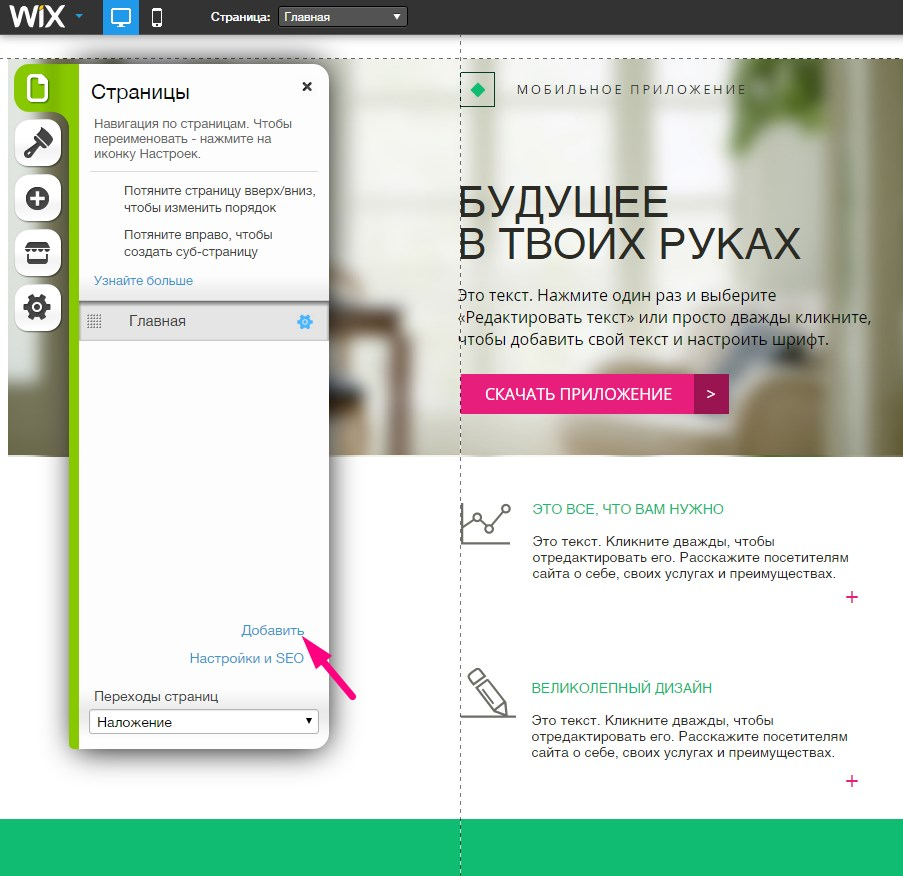 WiX
Страница: Главная
Страницы
Навигация по страницам. Чтобы
переименовать - нажмите на
иконку Настроек.
Потяните страницу вверх/вниз,
чтобы изменить порядок
Потяните вправо, чтобы
создать суб-страницу
Узнайте больше
Главная
Добавить
Настройки и SEO
Переходы страниц
Наложение
МОБИЛЬНОЕ ПРИЛОЖЕНИЕ
БУДУЩЕЕ
В ТВОИХ РУКАХ
Это текст. Нажмите один раз и выберите
«Редактировать текст» или просто дважды кликните,
чтобы добавить свой текст и настроить шрифт.
СКАЧАТЬ ПРИЛОЖЕНИЕ >
ЭТО ВСЕ, ЧТО ВАМ НУЖНО
Это текст. Кликните дважды, чтобы
отредактировать его. Расскажите посетителям
сайта о себе, своих услугах и преимуществах.
+
ВЕЛИКОЛЕПНЫЙ ДИЗАЙН
Это текст. Кликните дважды, чтобы
отредактировать его. Расскажите посетителям
сайта о себе, своих услугах и преимуществах.
+